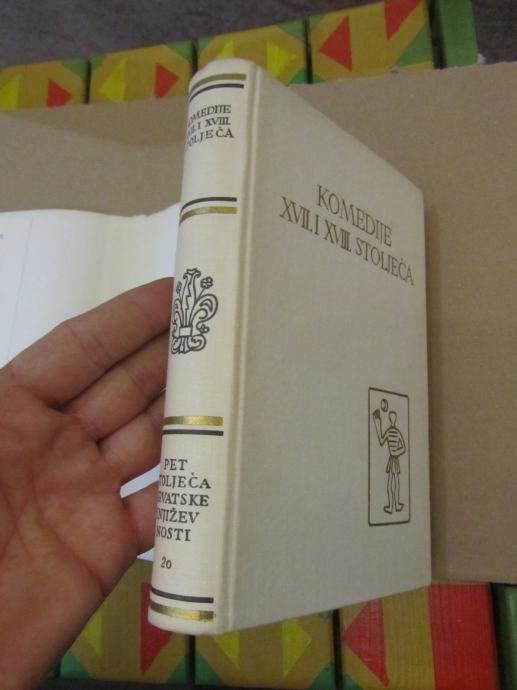 KOMEDIJE
XVII. I XVIII.
STOLJEĆA
KOMEDIJE
XVII. I XVIII.
STOLJEĆA
PET
STOLJEĆA
HRVATSKE
KNJIŽEV
NOSTI
20